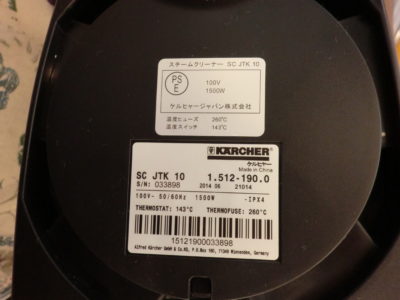 スチームクリーナー SC JTK 10
PS
E
100V
1500W
ケルヒャージャパン株式会社
温度ヒューズ 260℃
温度スイッチ 143℃
KÄRCHER
ケルヒャー
Made in China
SC JTK 10 1.512-190.0
S/N: 033898 2014 06 21014
100V~ 50/60Hz 1500W -IPX4
THERMOSTAT: 143°C THERMOFUSE: 260°C
15121900033898
Alfred Kärcher GmbH & Co. KG, P.O.Box 160, 71349 Winnenden, Germany